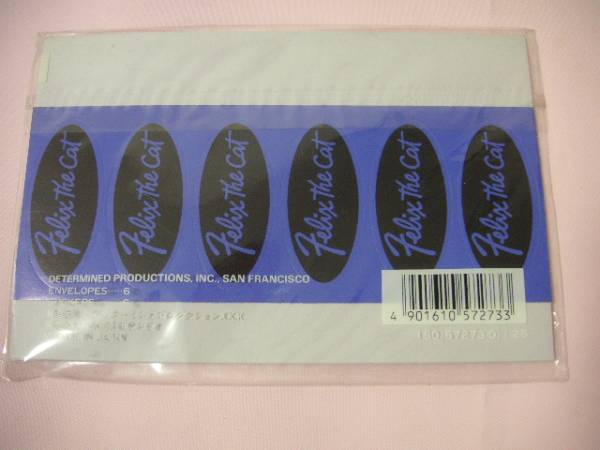 Felix the Cat
Felix the Cat
Felix the Cat
Felix the Cat
Felix the Cat
Felix the Cat
DETERMINED PRODUCTIONS, INC., SAN FRANCISCO
ENVELOPES 6
4 901610 572733